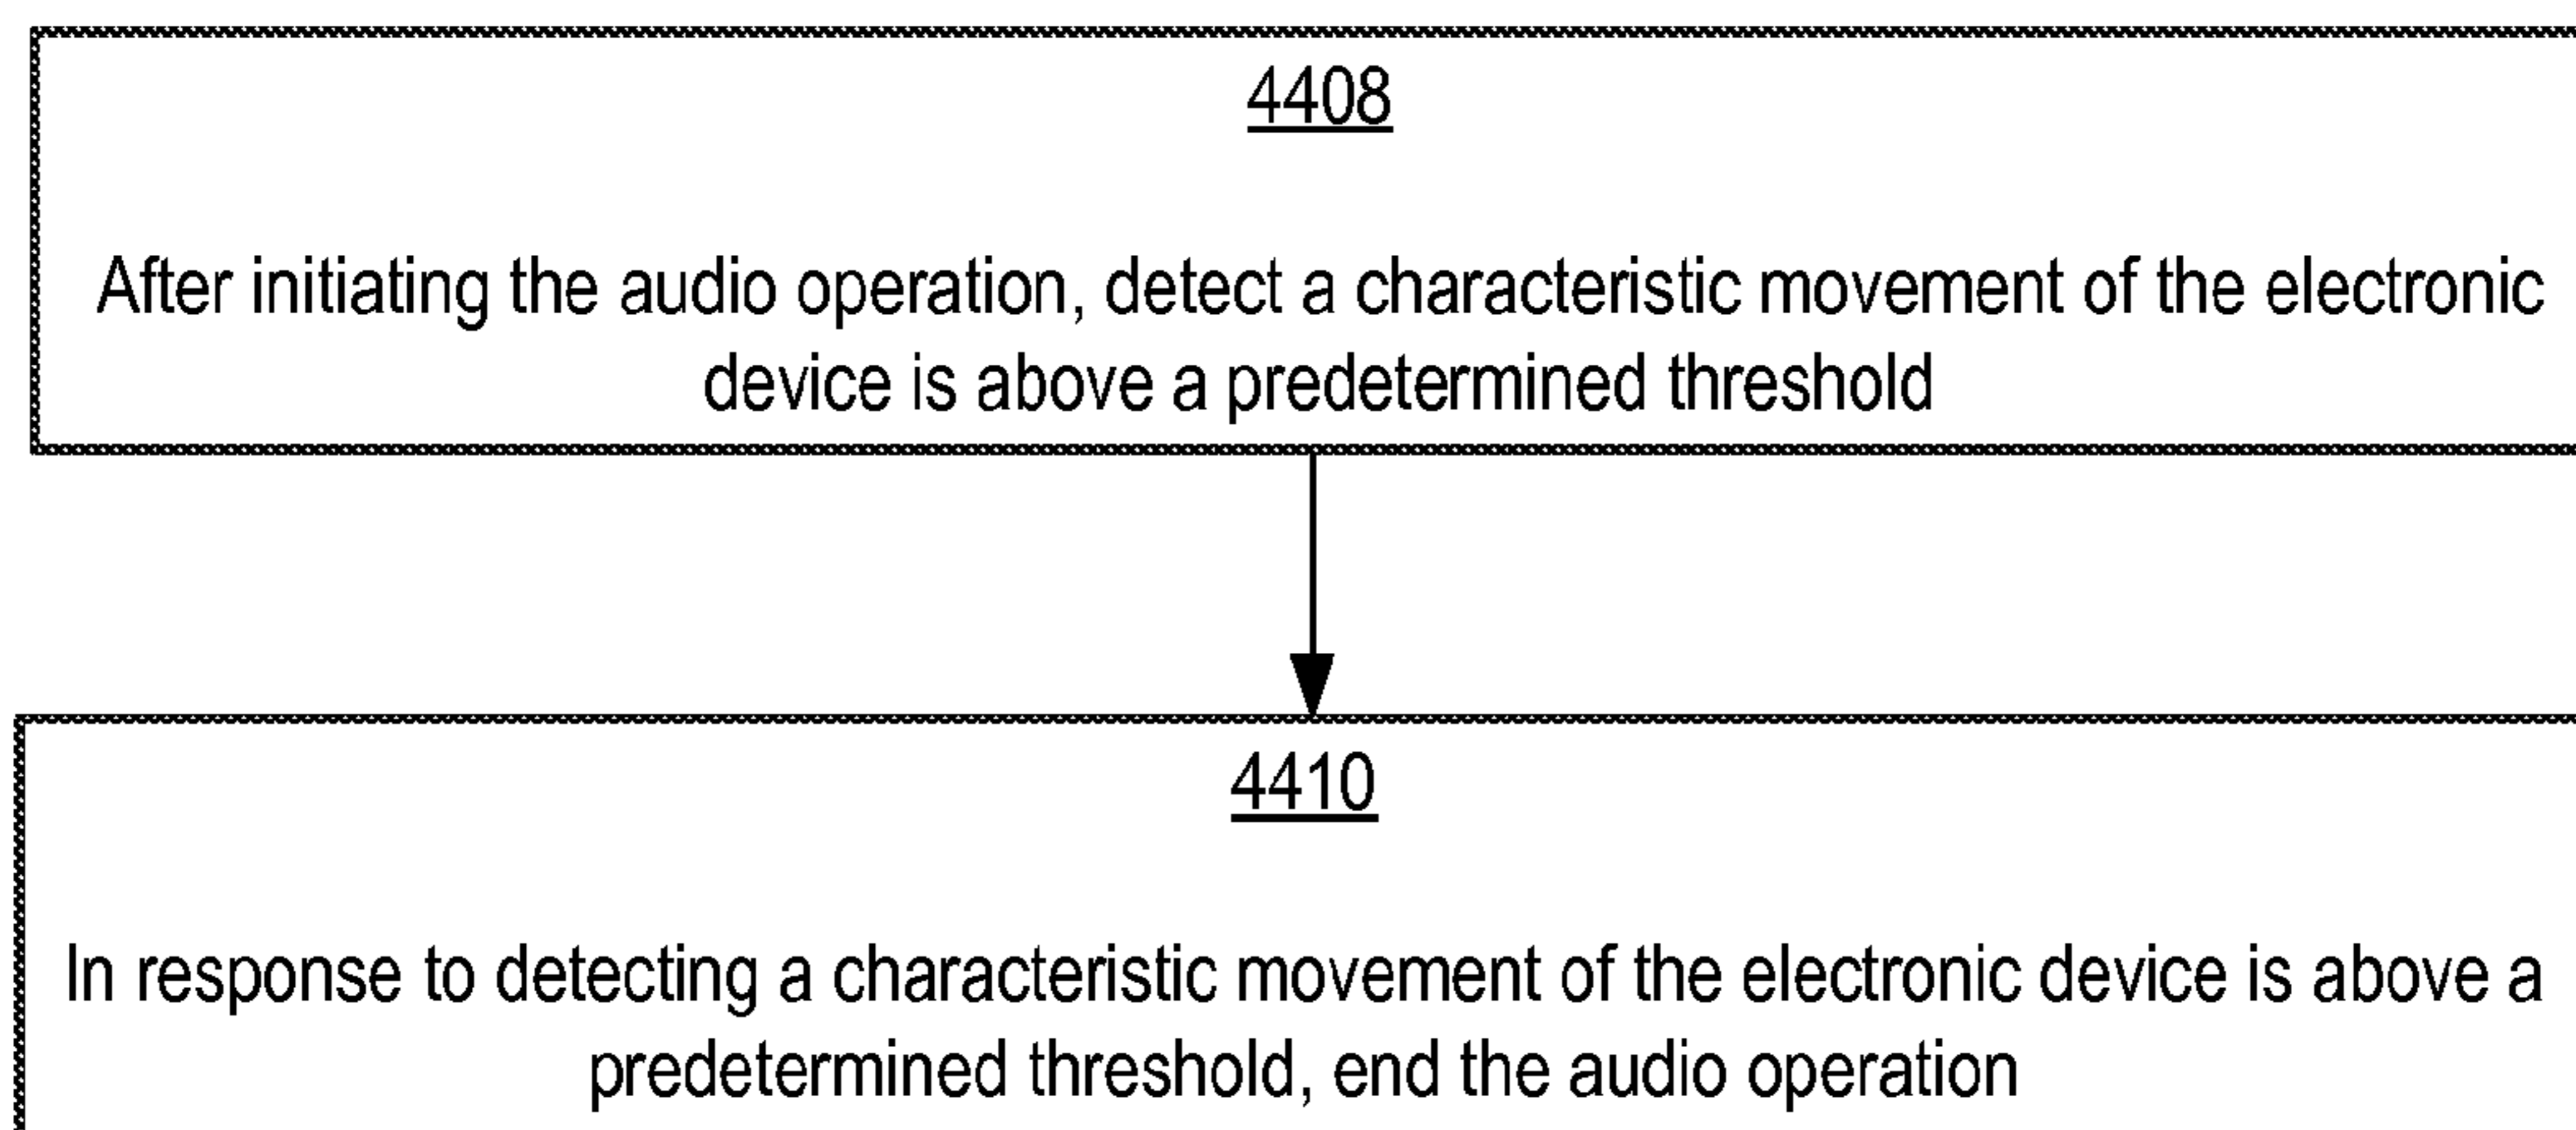 4408
After initiating the audio operation, detect a characteristic movement of the electronic
device is above a predetermined threshold
4410
In response to detecting a characteristic movement of the electronic device is above a
predetermined threshold, end the audio operation